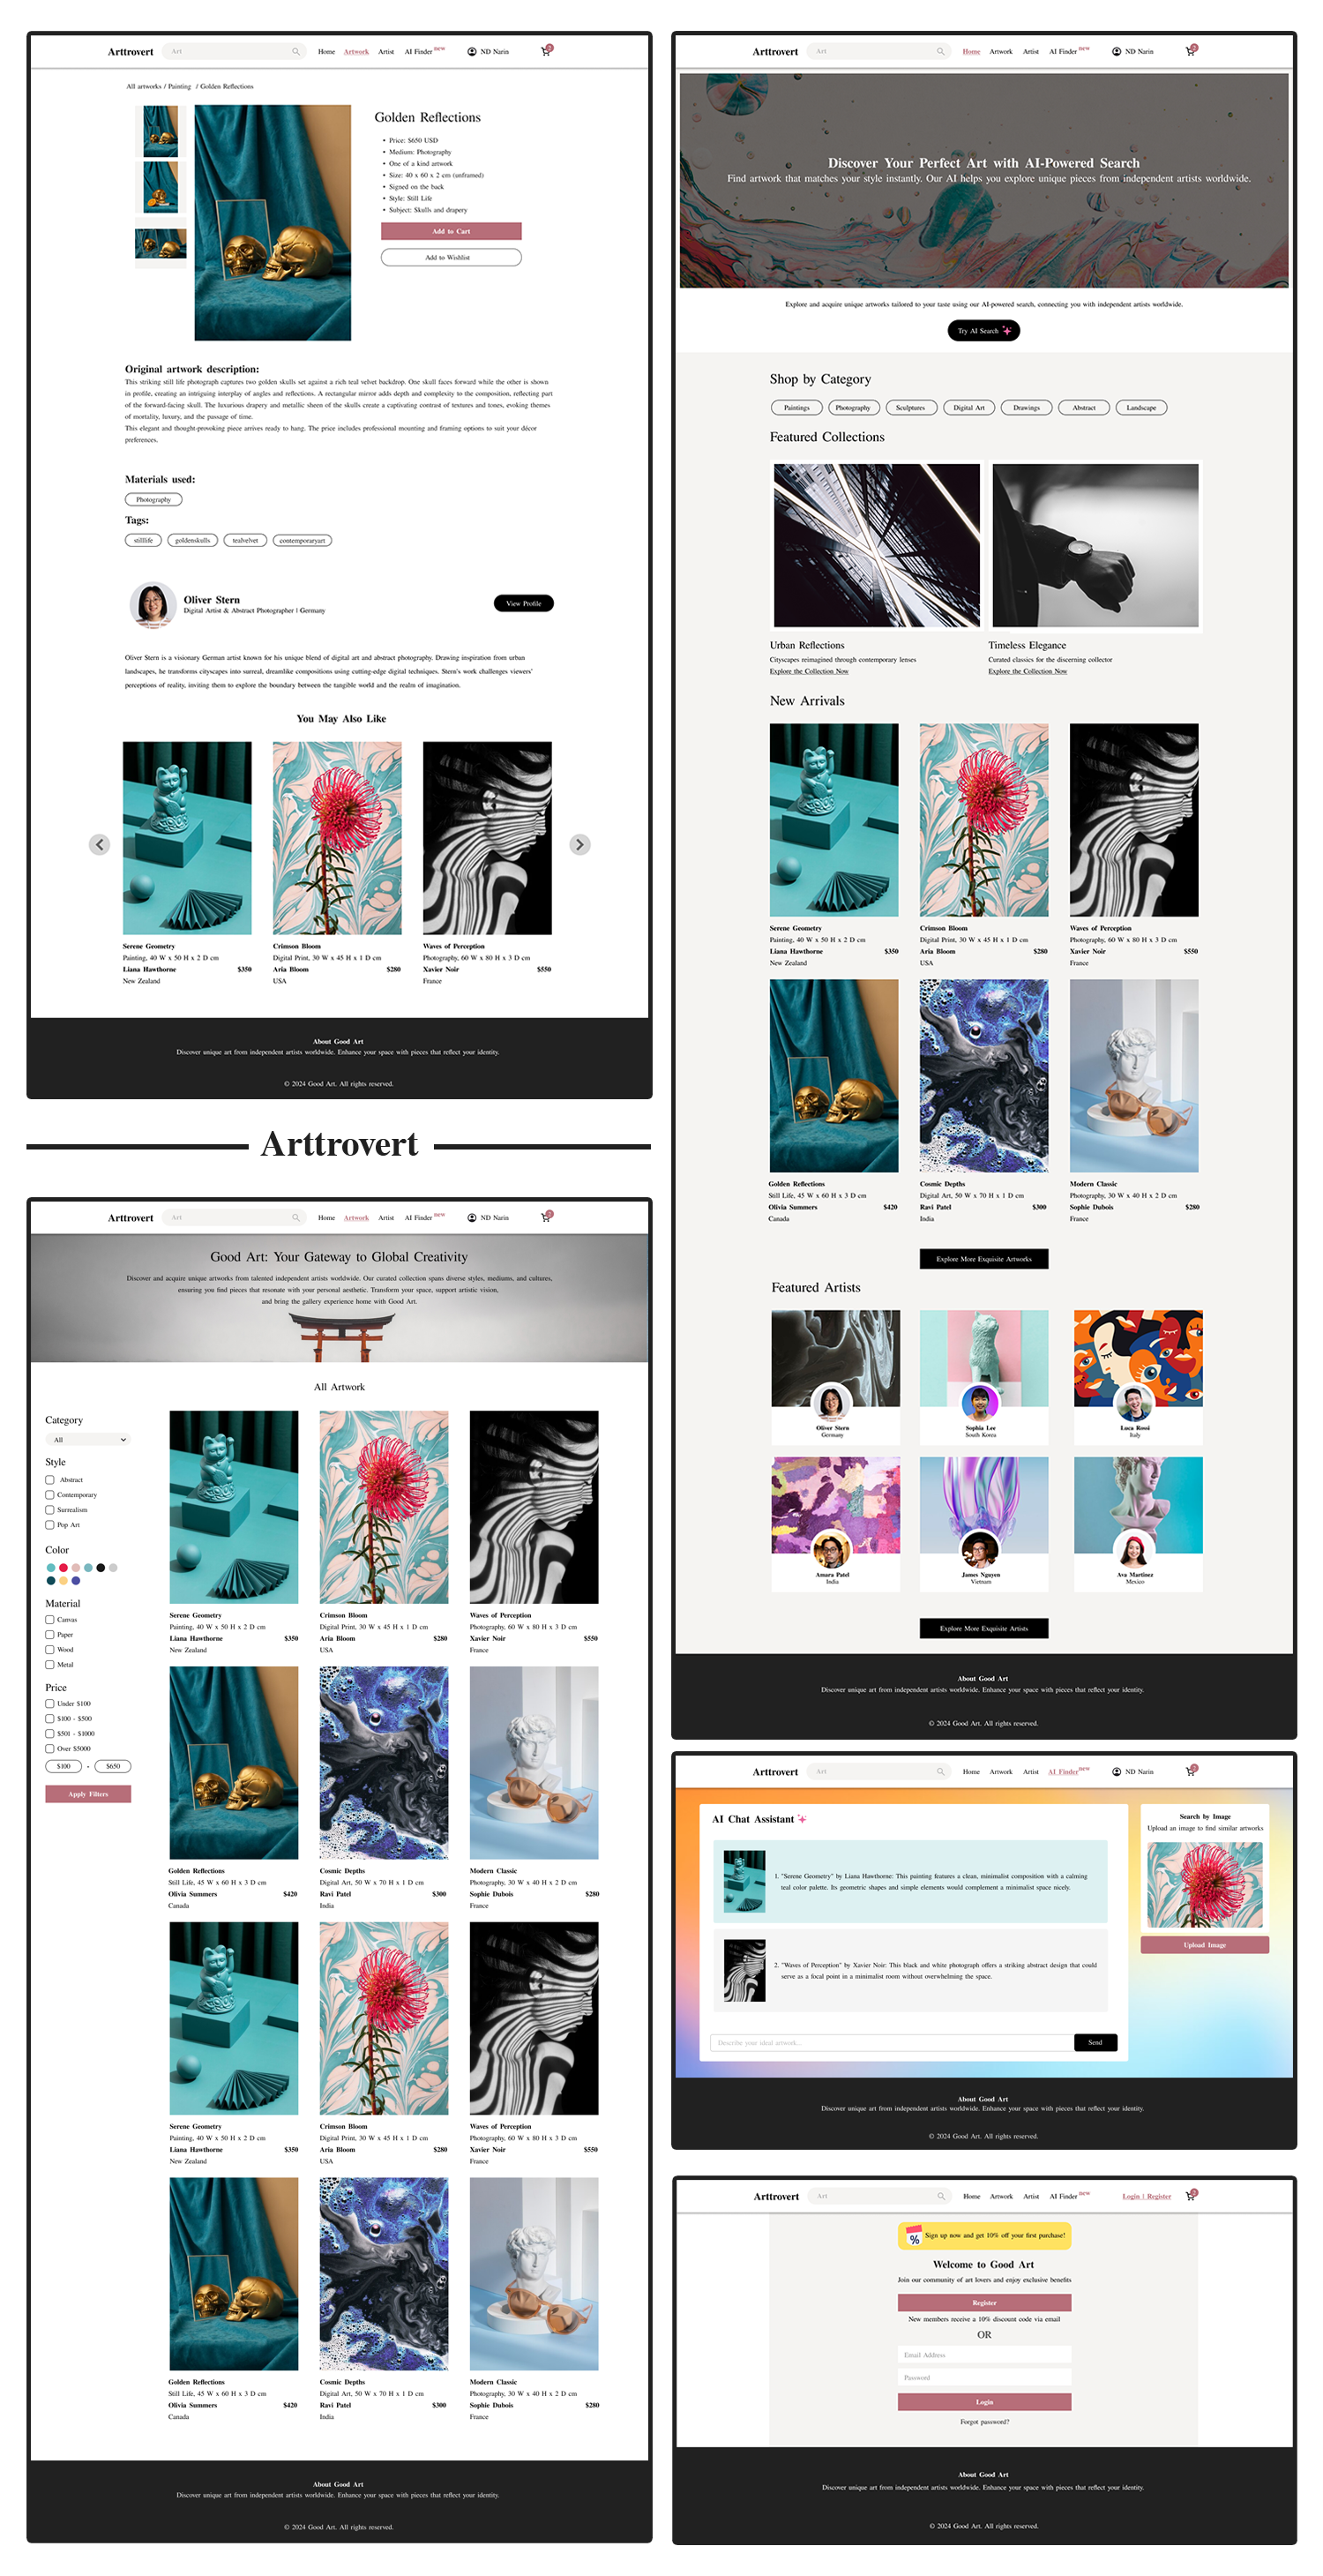 Arttrovert
Art
Home
Artwork
Artist
AI Finder new
ND Narin
2
All artworks / Painting / Golden Reflections
Golden Reflections
• Price: $650 USD
• Medium: Photography
• One of a kind artwork
• Size: 40 x 60 x 2 cm (unframed)
• Signed on the back
• Style: Still Life
• Subject: Skulls and drapery
Add to Cart
Add to Wishlist
Original artwork description:
This striking still life photograph captures two golden skulls set against a rich teal velvet backdrop. One skull faces forward while the other is shown
in profile, creating an intriguing interplay of angles and reflections. A rectangular mirror adds depth and complexity to the composition, reflecting part
of the forward-facing skull. The luxurious drapery and metallic sheen of the skulls create a captivating contrast of textures and tones, evoking themes
of mortality, luxury, and the passage of time.
This elegant and thought-provoking piece arrives ready to hang. The price includes professional mounting and framing options to suit your décor
preferences.
Materials used:
Photography
Tags:
stilllife
goldenskulls
tealvelvet
contemporaryart
Oliver Stern
Digital Artist & Abstract Photographer | Germany
View Profile
Oliver Stern is a visionary German artist known for his unique blend of digital art and abstract photography. Drawing inspiration from urban
landscapes, he transforms cityscapes into surreal, dreamlike compositions using cutting-edge digital techniques. Stern's work challenges viewers'
perceptions of reality, inviting them to explore the boundary between the tangible world and the realm of imagination.
You May Also Like
Serene Geometry
Painting, 40 W x 50 H x 2 D cm
Liana Hawthorne $350
New Zealand
Crimson Bloom
Digital Print, 30 W x 45 H x 1 D cm
Aria Bloom $280
USA
Waves of Perception
Photography, 60 W x 80 H x 3 D cm
Xavier Noir $550
France
About Good Art
Discover unique art from independent artists worldwide. Enhance your space with pieces that reflect your identity.
© 2024 Good Art. All rights reserved.
Arttrovert
Arttrovert
Art
Home
Artwork
Artist
AI Finder new
ND Narin
2
Good Art: Your Gateway to Global Creativity
Discover and acquire unique artworks from talented independent artists worldwide. Our curated collection spans diverse styles, mediums, and cultures,
ensuring you find pieces that resonate with your personal aesthetic. Transform your space, support artistic vision,
and bring the gallery experience home with Good Art.
All Artwork
Category
All
Style
Abstract
Contemporary
Surrealism
Pop Art
Color
Material
Canvas
Paper
Wood
Metal
Price
Under $100
$100 - $500
$501 - $1000
Over $5000
$100 - $650
Apply Filters
Serene Geometry
Painting, 40 W x 50 H x 2 D cm
Liana Hawthorne $350
New Zealand
Crimson Bloom
Digital Print, 30 W x 45 H x 1 D cm
Aria Bloom $280
USA
Waves of Perception
Photography, 60 W x 80 H x 3 D cm
Xavier Noir $550
France
Golden Reflections
Still Life, 45 W x 60 H x 3 D cm
Olivia Summers $420
Canada
Cosmic Depths
Digital Art, 50 W x 70 H x 1 D cm
Ravi Patel $300
India
Modern Classic
Photography, 30 W x 40 H x 2 D cm
Sophie Dubois $280
France
Serene Geometry
Painting, 40 W x 50 H x 2 D cm
Liana Hawthorne $350
New Zealand
Crimson Bloom
Digital Print, 30 W x 45 H x 1 D cm
Aria Bloom $280
USA
Waves of Perception
Photography, 60 W x 80 H x 3 D cm
Xavier Noir $550
France
Golden Reflections
Still Life, 45 W x 60 H x 3 D cm
Olivia Summers $420
Canada
Cosmic Depths
Digital Art, 50 W x 70 H x 1 D cm
Ravi Patel $300
India
Modern Classic
Photography, 30 W x 40 H x 2 D cm
Sophie Dubois $280
France
About Good Art
Discover unique art from independent artists worldwide. Enhance your space with pieces that reflect your identity.
© 2024 Good Art. All rights reserved.
Arttrovert
Art
Home
Artwork
Artist
AI Finder new
ND Narin
2
Discover Your Perfect Art with AI-Powered Search
Find artwork that matches your style instantly. Our AI helps you explore unique pieces from independent artists worldwide.
Explore and acquire unique artworks tailored to your taste using our AI-powered search, connecting you with independent artists worldwide.
Try AI Search
Shop by Category
Paintings
Photography
Sculptures
Digital Art
Drawings
Abstract
Landscape
Featured Collections
Urban Reflections
Cityscapes reimagined through contemporary lenses
Explore the Collection Now
Timeless Elegance
Curated classics for the discerning collector
Explore the Collection Now
New Arrivals
Serene Geometry
Painting, 40 W x 50 H x 2 D cm
Liana Hawthorne $350
New Zealand
Crimson Bloom
Digital Print, 30 W x 45 H x 1 D cm
Aria Bloom $280
USA
Waves of Perception
Photography, 60 W x 80 H x 3 D cm
Xavier Noir $550
France
Golden Reflections
Still Life, 45 W x 60 H x 3 D cm
Olivia Summers $420
Canada
Cosmic Depths
Digital Art, 50 W x 70 H x 1 D cm
Ravi Patel $300
India
Modern Classic
Photography, 30 W x 40 H x 2 D cm
Sophie Dubois $280
France
Explore More Exquisite Artworks
Featured Artists
Oliver Stern
Germany
Sophia Lee
South Korea
Luca Rossi
Italy
Amara Patel
India
James Nguyen
Vietnam
Ava Martinez
Mexico
Explore More Exquisite Artists
About Good Art
Discover unique art from independent artists worldwide. Enhance your space with pieces that reflect your identity.
© 2024 Good Art. All rights reserved.
Arttrovert
Art
Home
Artwork
Artist
AI Finder new
ND Narin
2
AI Chat Assistant
1. "Serene Geometry" by Liana Hawthorne: This painting features a clean, minimalist composition with a calming
teal color palette. Its geometric shapes and simple elements would complement a minimalist space nicely.
2. "Waves of Perception" by Xavier Noir: This black and white photograph offers a striking abstract design that could
serve as a focal point in a minimalist room without overwhelming the space.
Describe your ideal artwork...
Send
Search by Image
Upload an image to find similar artworks
Upload Image
About Good Art
Discover unique art from independent artists worldwide. Enhance your space with pieces that reflect your identity.
© 2024 Good Art. All rights reserved.
Arttrovert
Art
Home
Artwork
Artist
AI Finder new
Login | Register
2
% Sign up now and get 10% off your first purchase!
Welcome to Good Art
Join our community of art lovers and enjoy exclusive benefits
Register
New members receive a 10% discount code via email
OR
Email Address
Password
Login
Forgot password?
About Good Art
Discover unique art from independent artists worldwide. Enhance your space with pieces that reflect your identity.
© 2024 Good Art. All rights reserved.